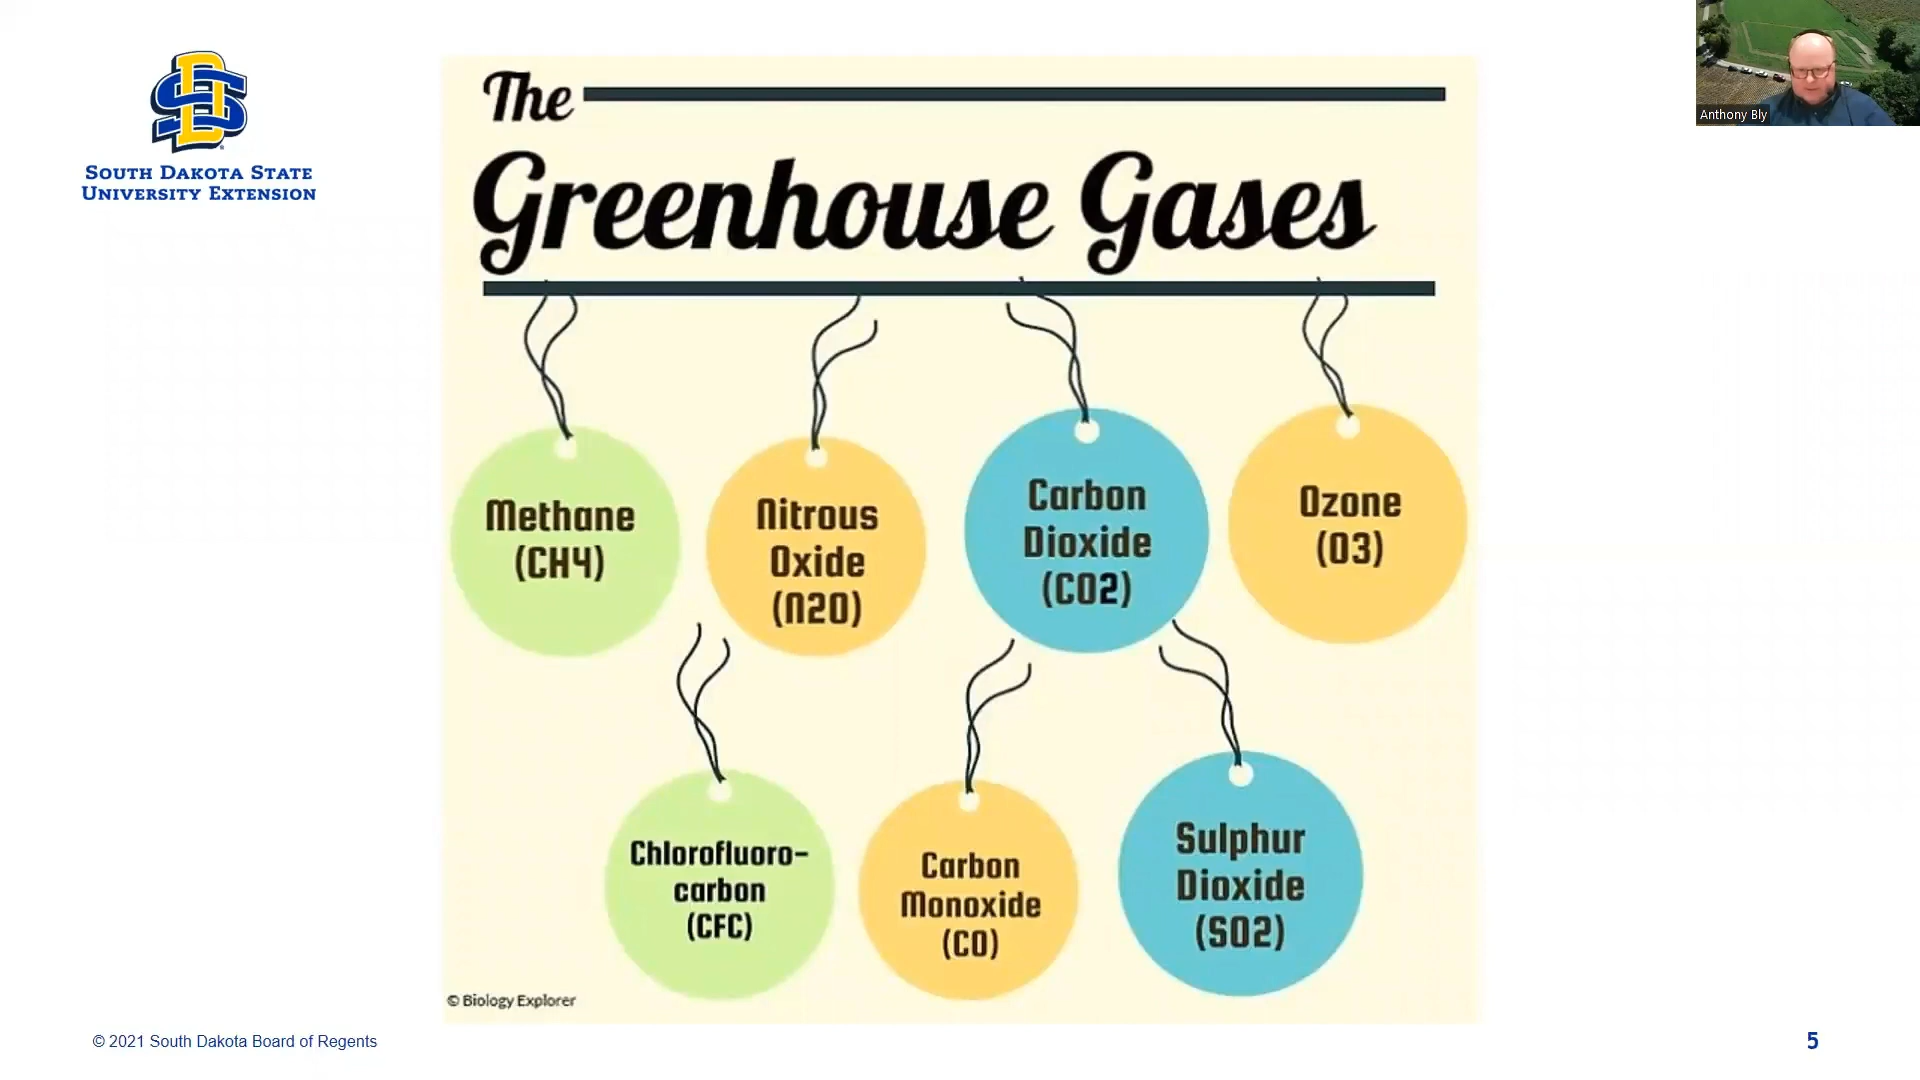 SOUTH DAKOTA STATE
UNIVERSITY EXTENSION
The
Greenhouse Gases
Anthony Bly
Methane
(CH4)
Nitrous
Oxide
(N2O)
Carbon
Dioxide
(CO2)
Ozone
(O3)
Chlorofluoro-
carbon
(CFC)
Carbon
Monoxide
(CO)
Sulphur
Dioxide
(SO2)
© Biology Explorer
© 2021 South Dakota Board of Regents
5